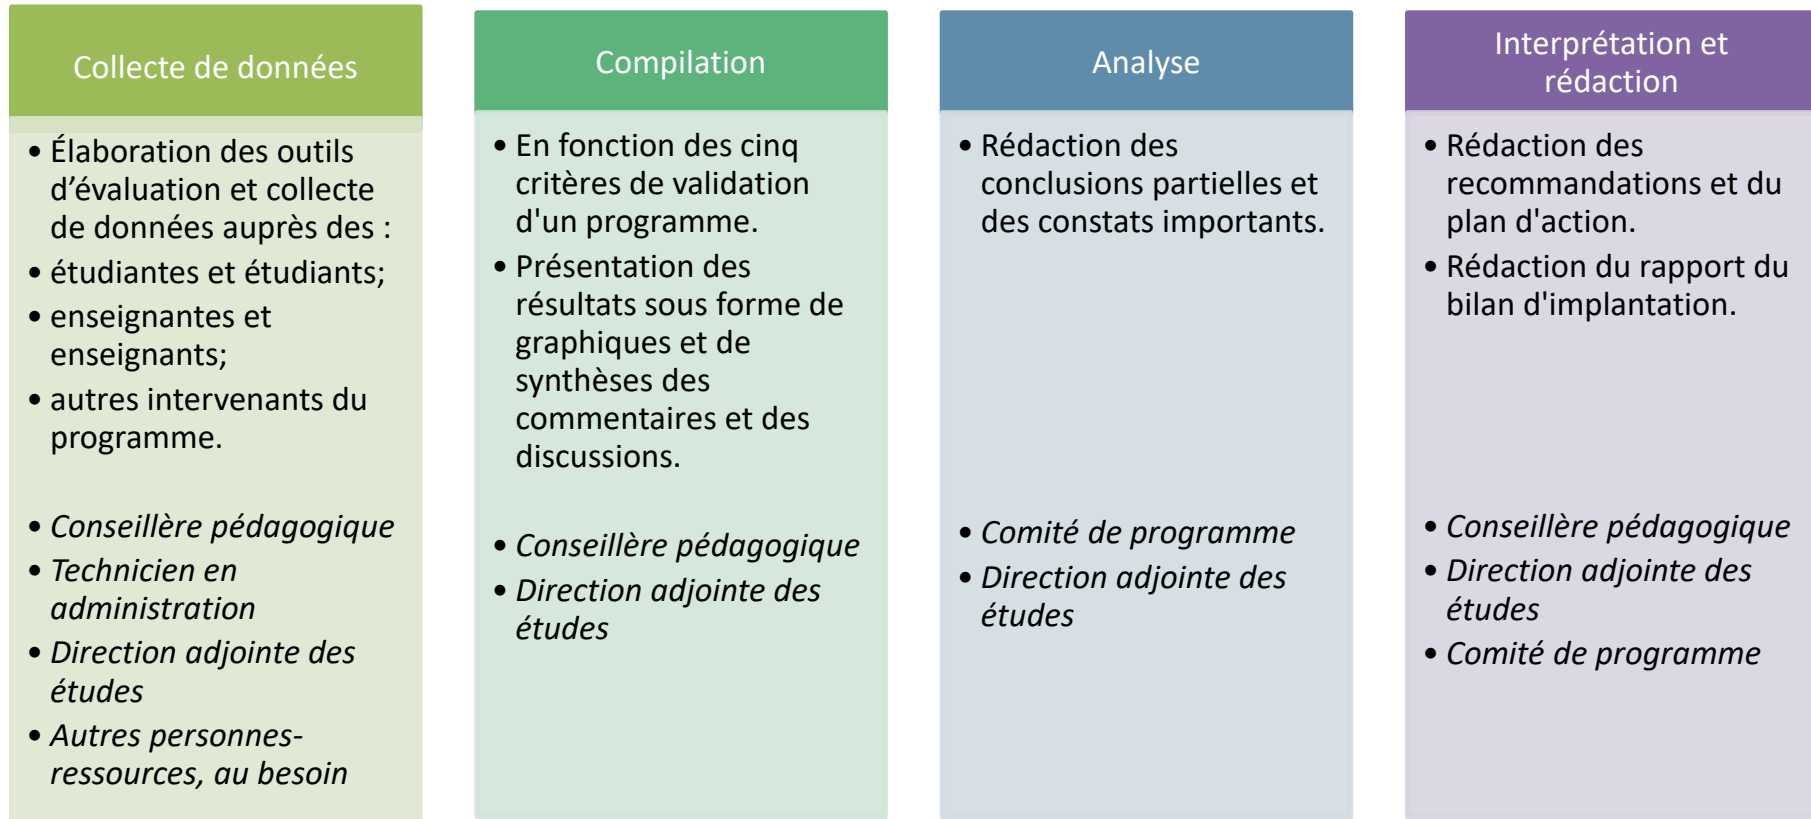 Collecte de données
• Élaboration des outils
d’évaluation et collecte
de données auprès des :
• étudiantes et étudiants;
• enseignantes et
enseignants;
• autres intervenants du
programme.
• Conseillère pédagogique
• Technicien en
administration
• Direction adjointe des
études
• Autres personnes-
ressources, au besoin
Compilation
• En fonction des cinq
critères de validation
d'un programme.
• Présentation des
résultats sous forme de
graphiques et de
synthèses des
commentaires et des
discussions.
• Conseillère pédagogique
• Direction adjointe des
études
Analyse
• Rédaction des
conclusions partielles et
des constats importants.
• Comité de programme
• Direction adjointe des
études
Interprétation et
rédaction
• Rédaction des
recommandations et du
plan d'action.
• Rédaction du rapport du
bilan d'implantation.
• Conseillère pédagogique
• Direction adjointe des
études
• Comité de programme